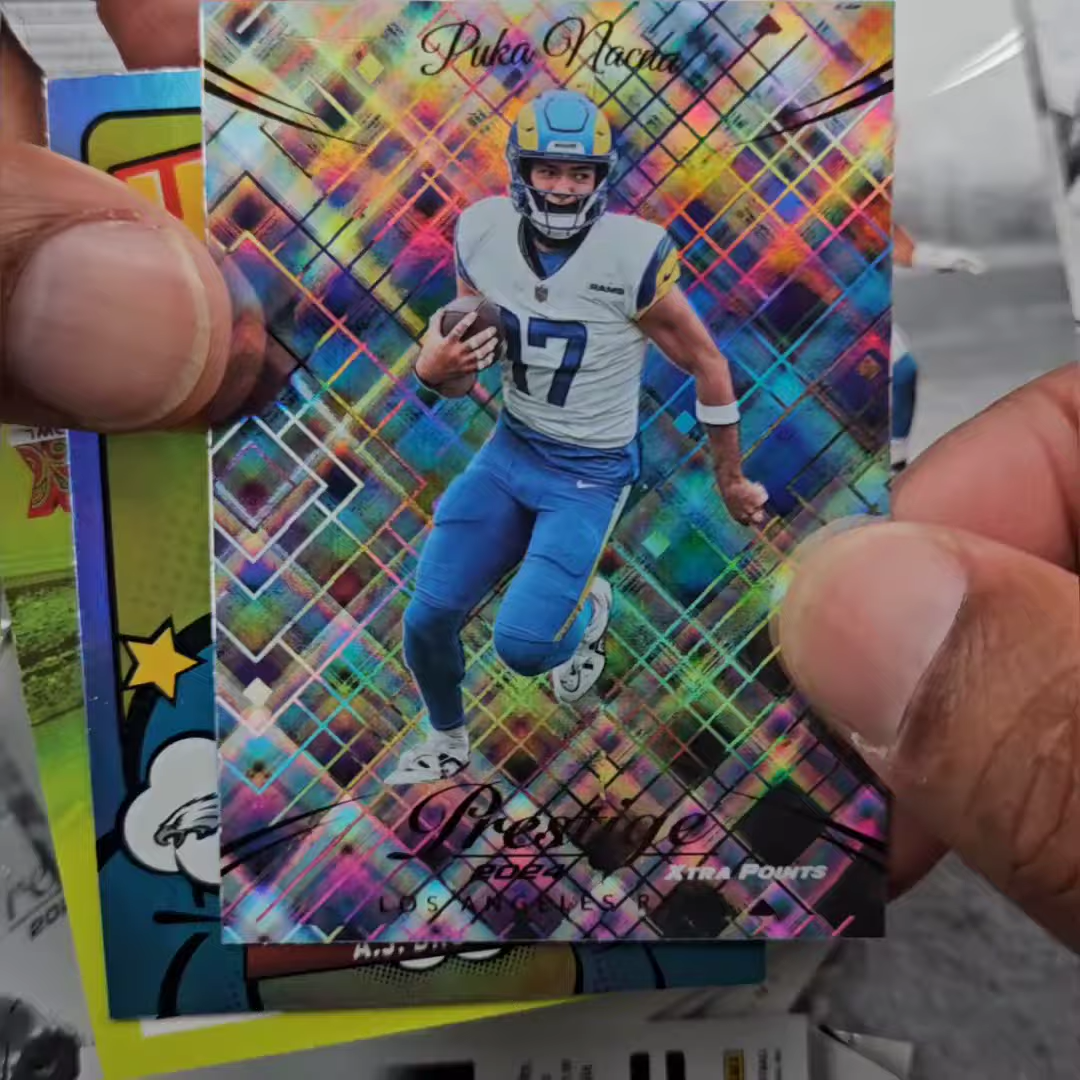 Puka Nacua
RAMS
17
Prestige
2024
XTRA POINTS
LOS ANGELES
A.J.